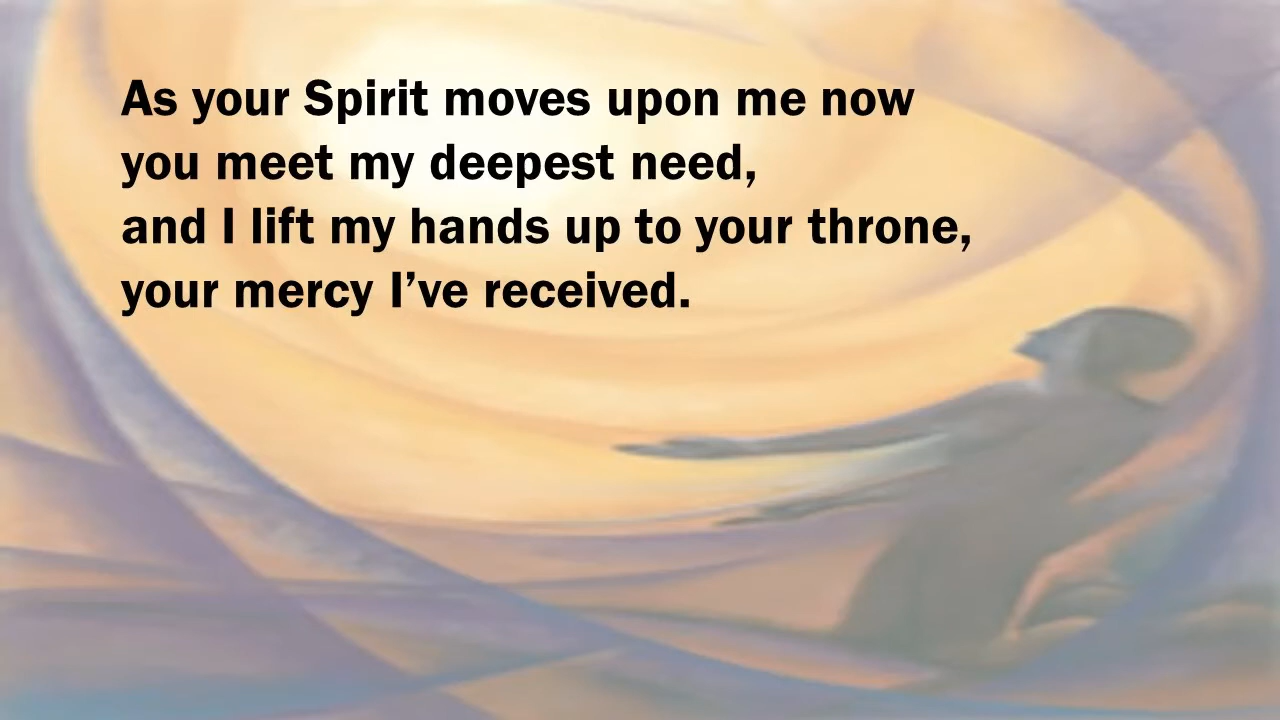 As your Spirit moves upon me now
you meet my deepest need,
and I lift my hands up to your throne,
your mercy I’ve received.